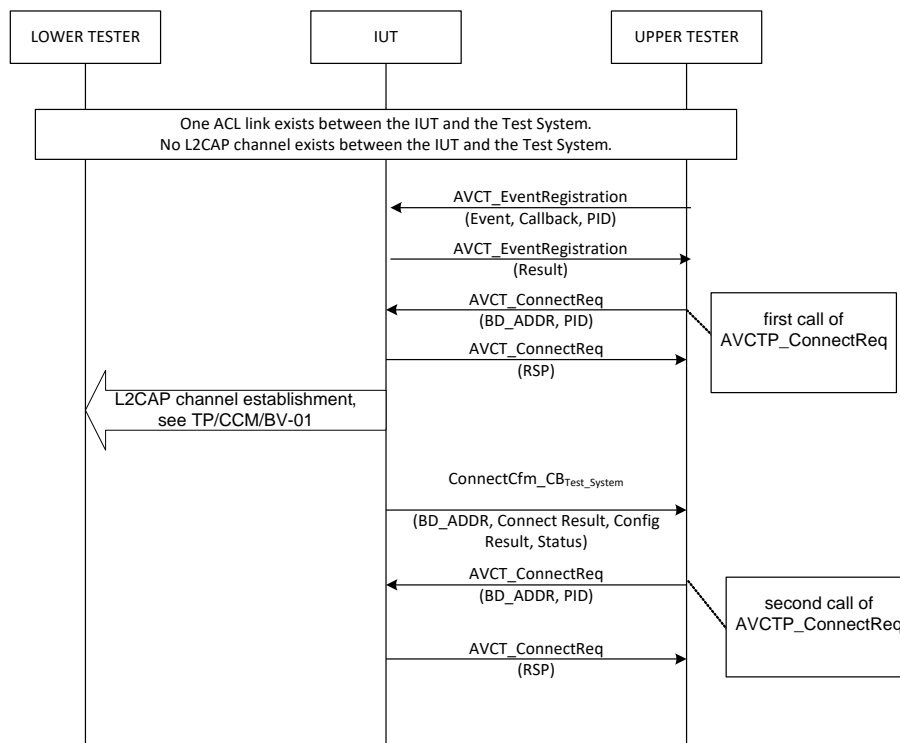 LOWER TESTER
IUT
UPPER TESTER
One ACL link exists between the IUT and the Test System.
No L2CAP channel exists between the IUT and the Test System.
AVCT_EventRegistration
(Event, Callback, PID)
AVCT_EventRegistration
(Result)
AVCT_ConnectReq
(BD_ADDR, PID)
first call of
AVCTP_ConnectReq
AVCT_ConnectReq
(RSP)
L2CAP channel establishment,
see TP/CCM/BV-01
ConnectCfm_CBTest_System
(BD_ADDR, Connect Result, Config
Result, Status)
AVCT_ConnectReq
(BD_ADDR, PID)
second call of
AVCTP_ConnectReq
AVCT_ConnectReq
(RSP)